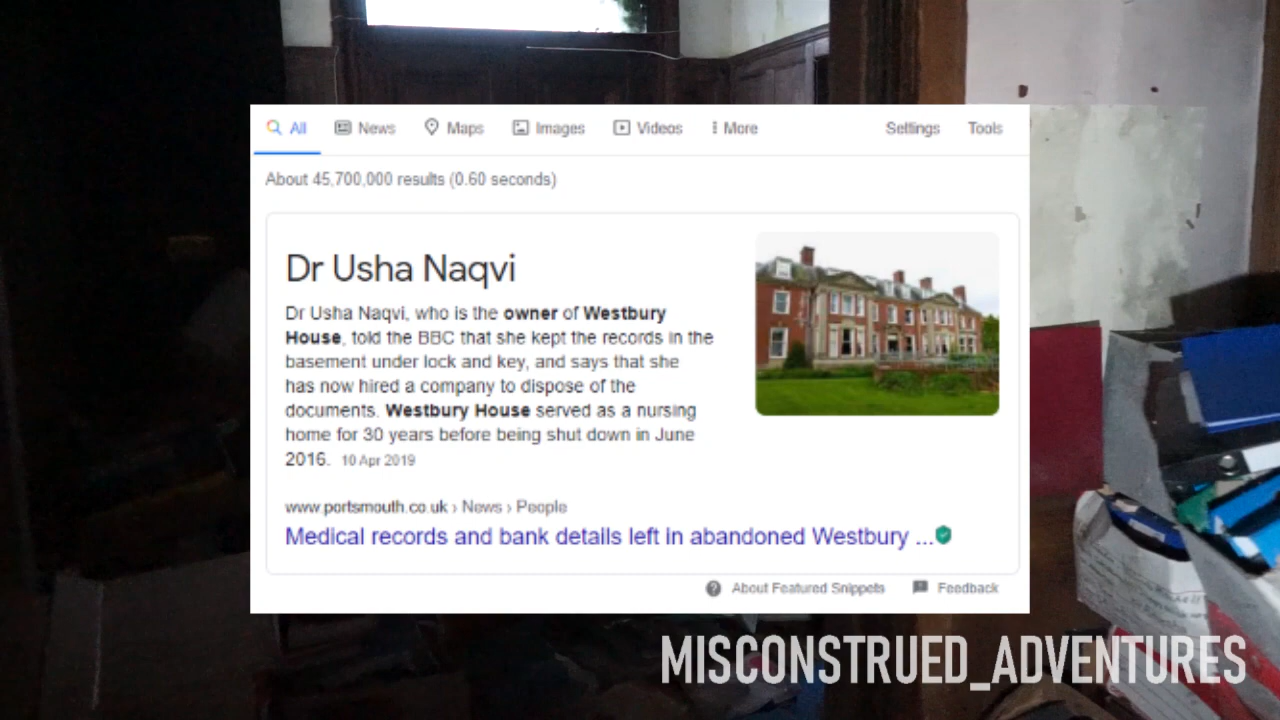 All News Maps Images Videos More Settings Tools
About 45,700,000 results (0.60 seconds)
Dr Usha Naqvi
Dr Usha Naqvi, who is the owner of Westbury
House, told the BBC that she kept the records in the
basement under lock and key, and says that she
has now hired a company to dispose of the
documents. Westbury House served as a nursing
home for 30 years before being shut down in June
2016. 10 Apr 2019
www.portsmouth.co.uk › News › People
Medical records and bank details left in abandoned Westbury ...
About Featured Snippets Feedback
MISCONSTRUED_ADVENTURES